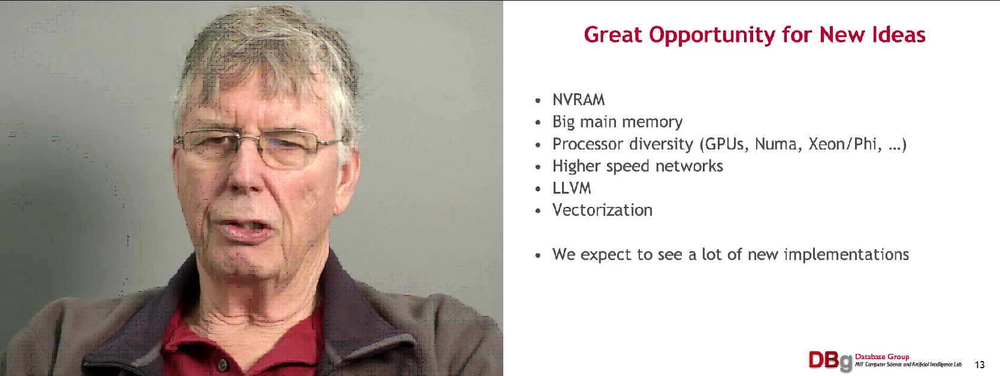 Great Opportunity for New Ideas
• NVRAM
• Big main memory
• Processor diversity (GPUs, Numa, Xeon/Phi, …)
• Higher speed networks
• LLVM
• Vectorization
• We expect to see a lot of new implementations
DBg
Database Group
MIT Computer Science and Artificial Intelligence Lab
13